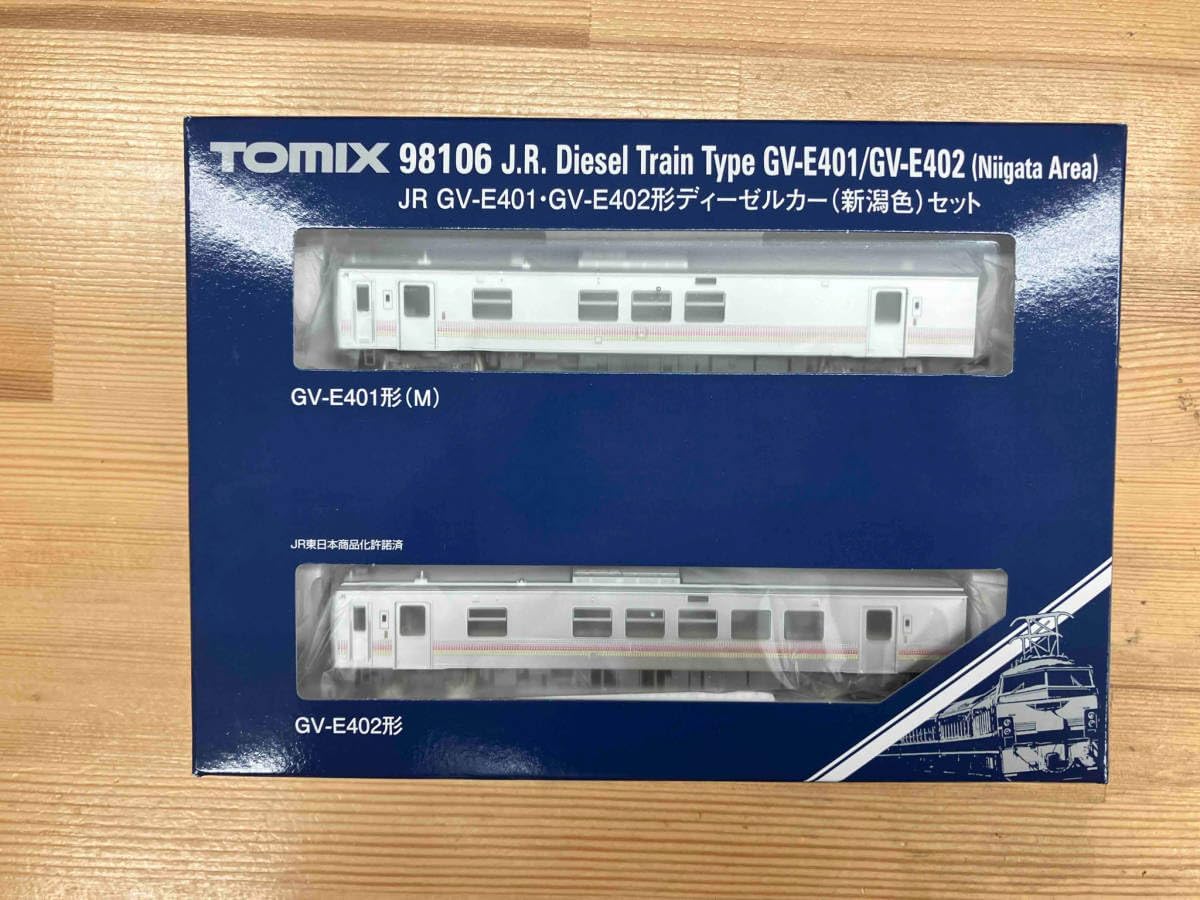 TOMIX 98106 J.R. Diesel Train Type GV-E401/GV-E402 (Niigata Area)
JR GV-E401・GV-E402形ディーゼルカー（新潟色）セット
GV-E401形（M）
JR東日本商品化許諾済
GV-E402形